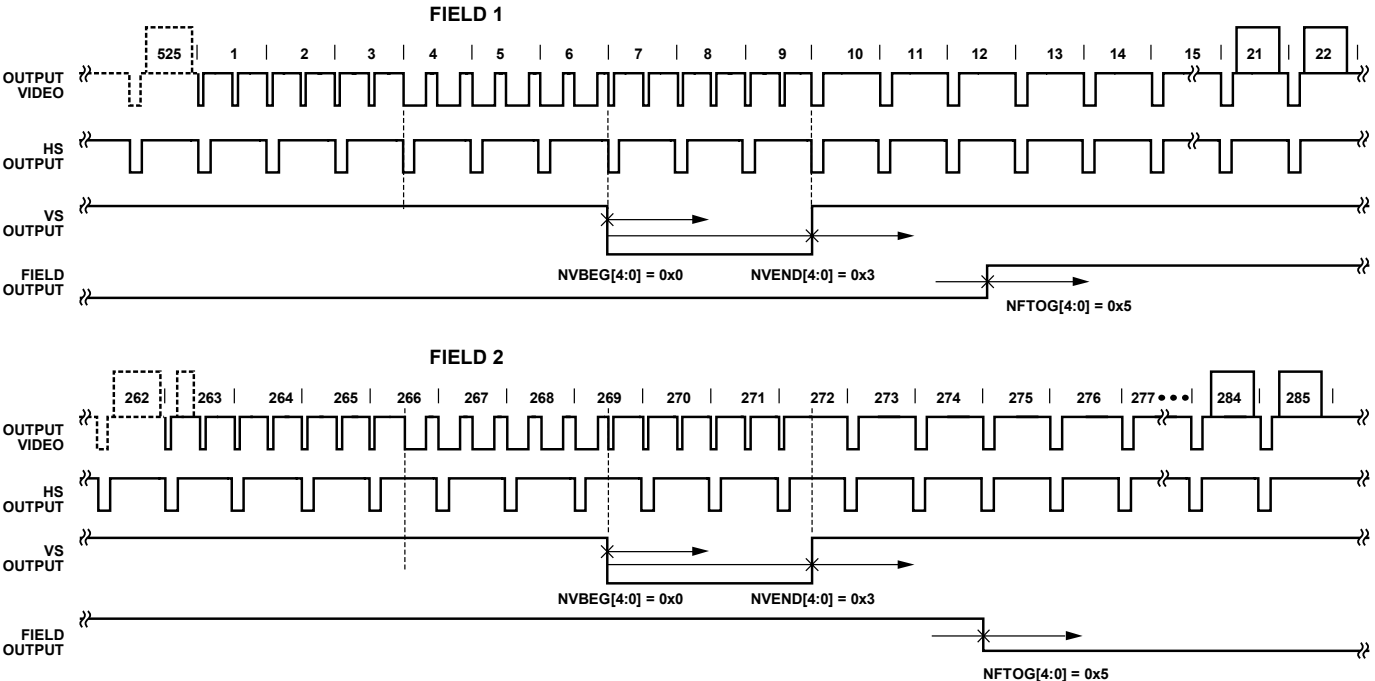 FIELD 1
525 | 1 | 2 | 3 | 4 | 5 | 6 | 7 | 8 | 9 | 10 | 11 | 12 | 13 | 14 | 15 | 21 | 22 |
OUTPUT
VIDEO
HS
OUTPUT
VS
OUTPUT
NVBEG[4:0] = 0x0 NVEND[4:0] = 0x3
FIELD
OUTPUT
NFTOG[4:0] = 0x5
FIELD 2
262 | 263 | 264 | 265 | 266 | 267 | 268 | 269 | 270 | 271 | 272 | 273 | 274 | 275 | 276 | 277 ••• | 284 | 285 |
OUTPUT
VIDEO
HS
OUTPUT
VS
OUTPUT
NVBEG[4:0] = 0x0 NVEND[4:0] = 0x3
FIELD
OUTPUT
NFTOG[4:0] = 0x5